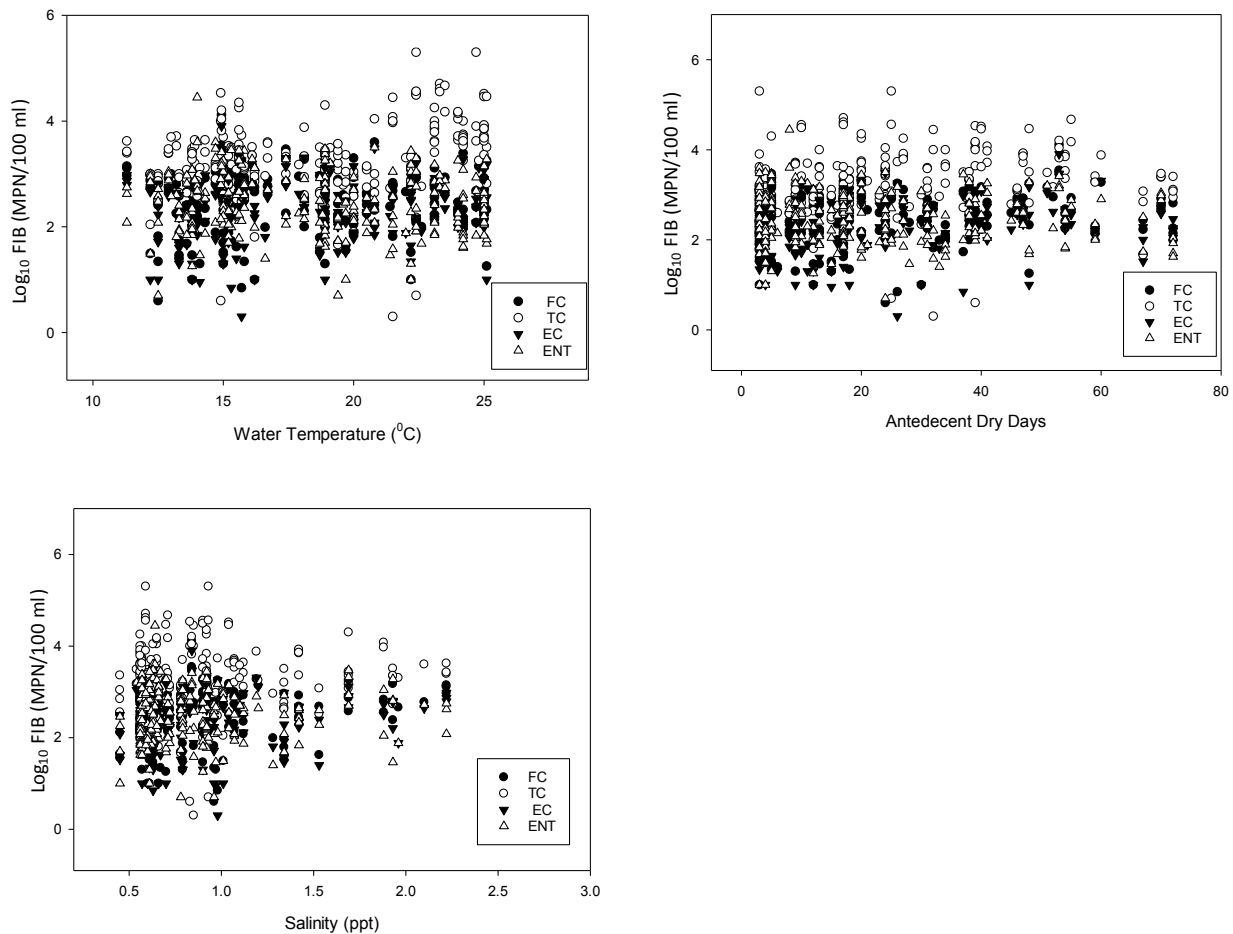 6
4
2
0
Log10 FIB (MPN/100 ml)
10 15 20 25
Water Temperature (0C)
FC
TC
EC
ENT
6
4
2
0
Log10 FIB (MPN/100 ml)
0 20 40 60 80
Antedecent Dry Days
FC
TC
EC
ENT
6
4
2
0
Log10 FIB (MPN/100 ml)
0.5 1.0 1.5 2.0 2.5 3.0
Salinity (ppt)
FC
TC
EC
ENT